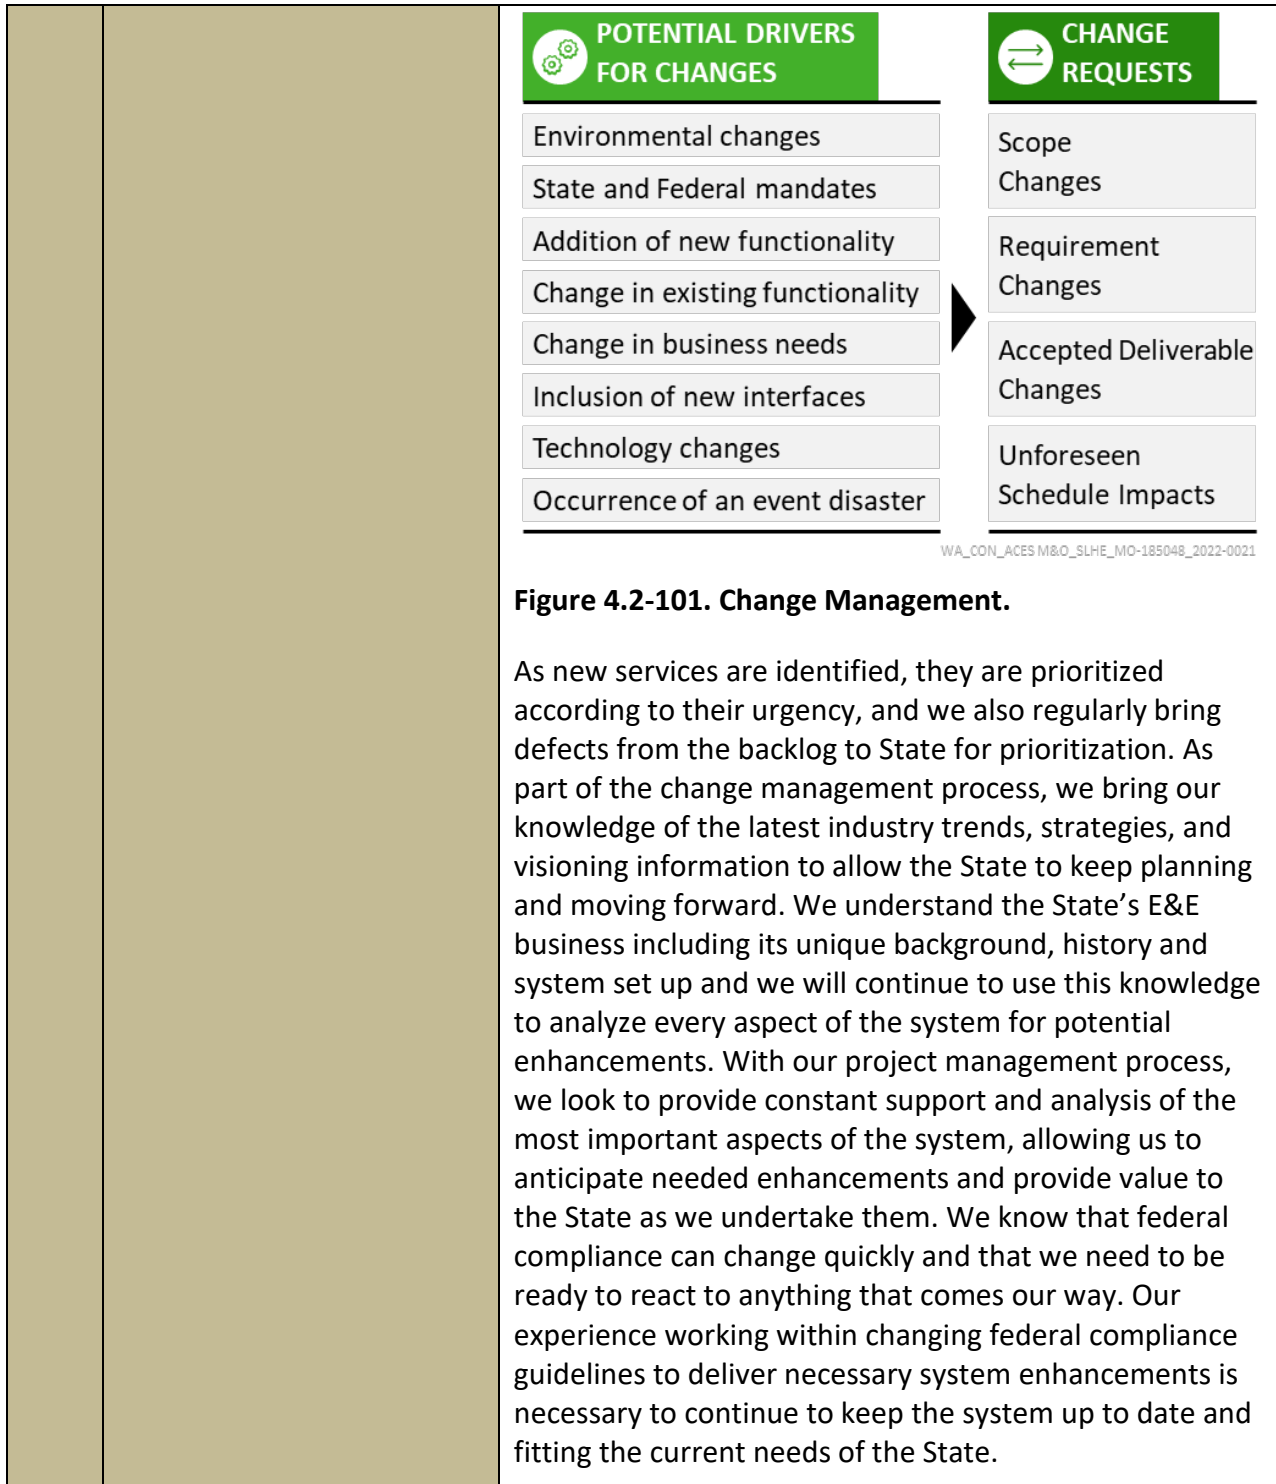 POTENTIAL DRIVERS
FOR CHANGES
Environmental changes
State and Federal mandates
Addition of new functionality
Change in existing functionality
Change in business needs
Inclusion of new interfaces
Technology changes
Occurrence of an event disaster
CHANGE
REQUESTS
Scope
Changes
Requirement
Changes
Accepted Deliverable
Changes
Unforeseen
Schedule Impacts
WA_CON_ACES M&O_SLHE_MO-185048_2022-0021
Figure 4.2-101. Change Management.
As new services are identified, they are prioritized
according to their urgency, and we also regularly bring
defects from the backlog to State for prioritization. As
part of the change management process, we bring our
knowledge of the latest industry trends, strategies, and
visioning information to allow the State to keep planning
and moving forward. We understand the State’s E&E
business including its unique background, history and
system set up and we will continue to use this knowledge
to analyze every aspect of the system for potential
enhancements. With our project management process,
we look to provide constant support and analysis of the
most important aspects of the system, allowing us to
anticipate needed enhancements and provide value to
the State as we undertake them. We know that federal
compliance can change quickly and that we need to be
ready to react to anything that comes our way. Our
experience working within changing federal compliance
guidelines to deliver necessary system enhancements is
necessary to continue to keep the system up to date and
fitting the current needs of the State.